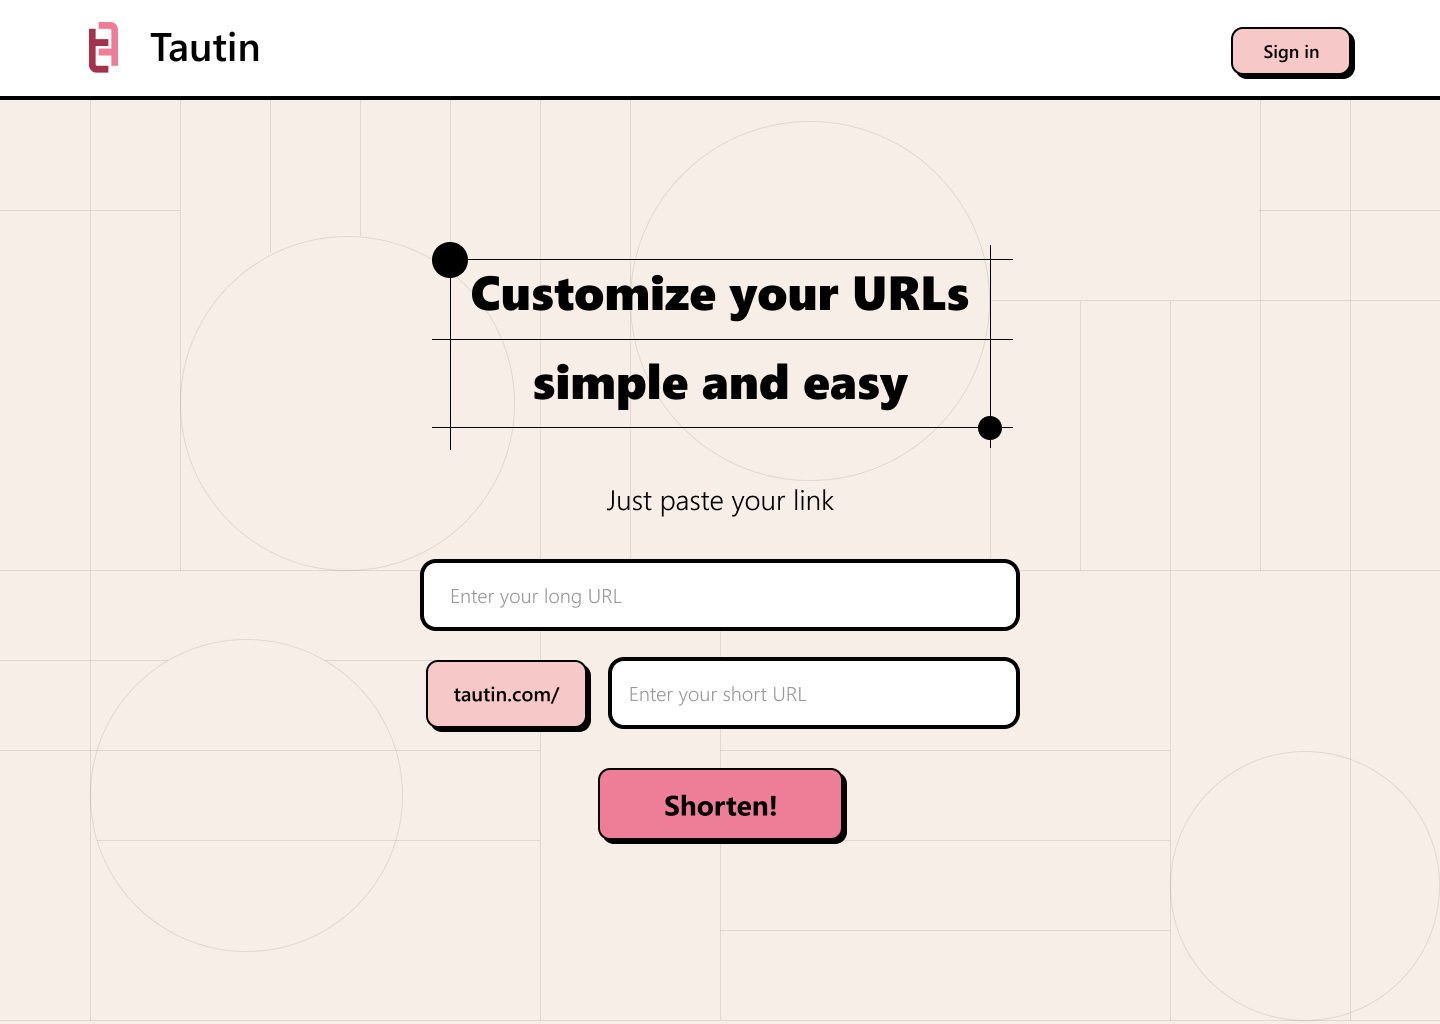 Tautin
Sign in
Customize your URLs
simple and easy
Just paste your link
Enter your long URL
tautin.com/
Enter your short URL
Shorten!